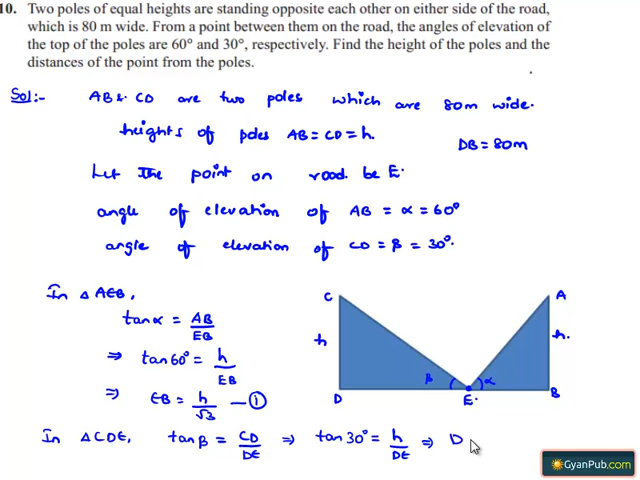 10. Two poles of equal heights are standing opposite each other on either side of the road,
which is 80 m wide. From a point between them on the road, the angles of elevation of
the top of the poles are 60° and 30°, respectively. Find the height of the poles and the
distances of the point from the poles.
Sol:- AB & CD are two poles which are 80m wide.
heights of poles AB = CD = h.
DB = 80m
Let the point on road be E.
angle of elevation of AB = α = 60°
angle of elevation of CD = β = 30°.
In △AEB,
tanα = AB/EB
⇒ tan60° = h/EB
⇒ EB = h/√3 — ①
C A
h h.
β α
D E. B
In △CDE, tanβ = CD/DE ⇒ tan30° = h/DE ⇒ D
GyanPub.com